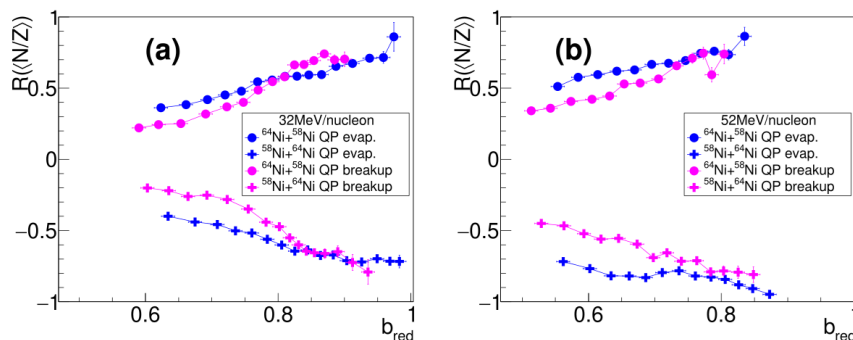 R(⟨N/Z⟩)
1
0.5
0
−0.5
−1
(a)
32MeV/nucleon
⁶⁴Ni+⁵⁸Ni QP evap.
⁵⁸Ni+⁶⁴Ni QP evap.
⁶⁴Ni+⁵⁸Ni QP breakup
⁵⁸Ni+⁶⁴Ni QP breakup
0.6 0.8 1
b_red
R(⟨N/Z⟩)
1
0.5
0
−0.5
−1
(b)
52MeV/nucleon
⁶⁴Ni+⁵⁸Ni QP evap.
⁵⁸Ni+⁶⁴Ni QP evap.
⁶⁴Ni+⁵⁸Ni QP breakup
⁵⁸Ni+⁶⁴Ni QP breakup
0.6 0.8 1
b_red